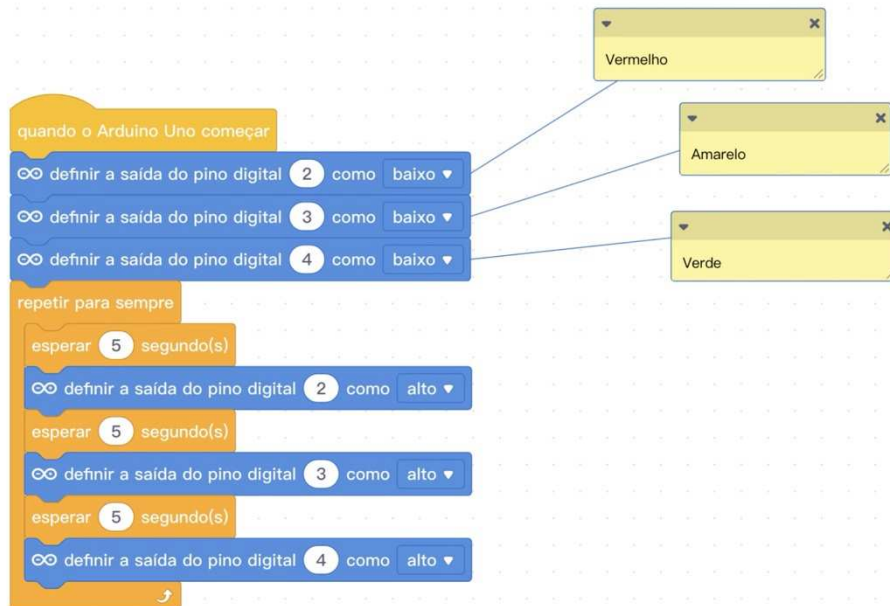 Vermelho
Amarelo
Verde
quando o Arduino Uno começar
definir a saída do pino digital 2 como baixo
definir a saída do pino digital 3 como baixo
definir a saída do pino digital 4 como baixo
repetir para sempre
esperar 5 segundo(s)
definir a saída do pino digital 2 como alto
esperar 5 segundo(s)
definir a saída do pino digital 3 como alto
esperar 5 segundo(s)
definir a saída do pino digital 4 como alto